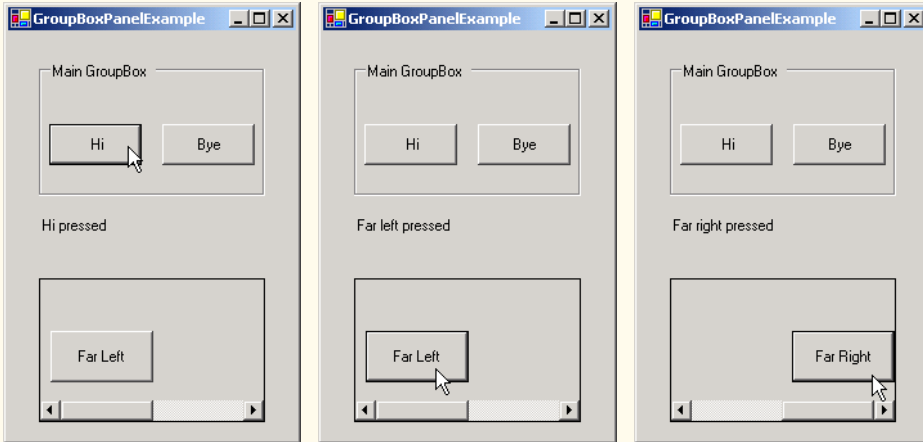 GroupBoxPanelExample
Main GroupBox
Hi
Bye
Hi pressed
Far Left
GroupBoxPanelExample
Main GroupBox
Hi
Bye
Far left pressed
Far Left
GroupBoxPanelExample
Main GroupBox
Hi
Bye
Far right pressed
Far Right